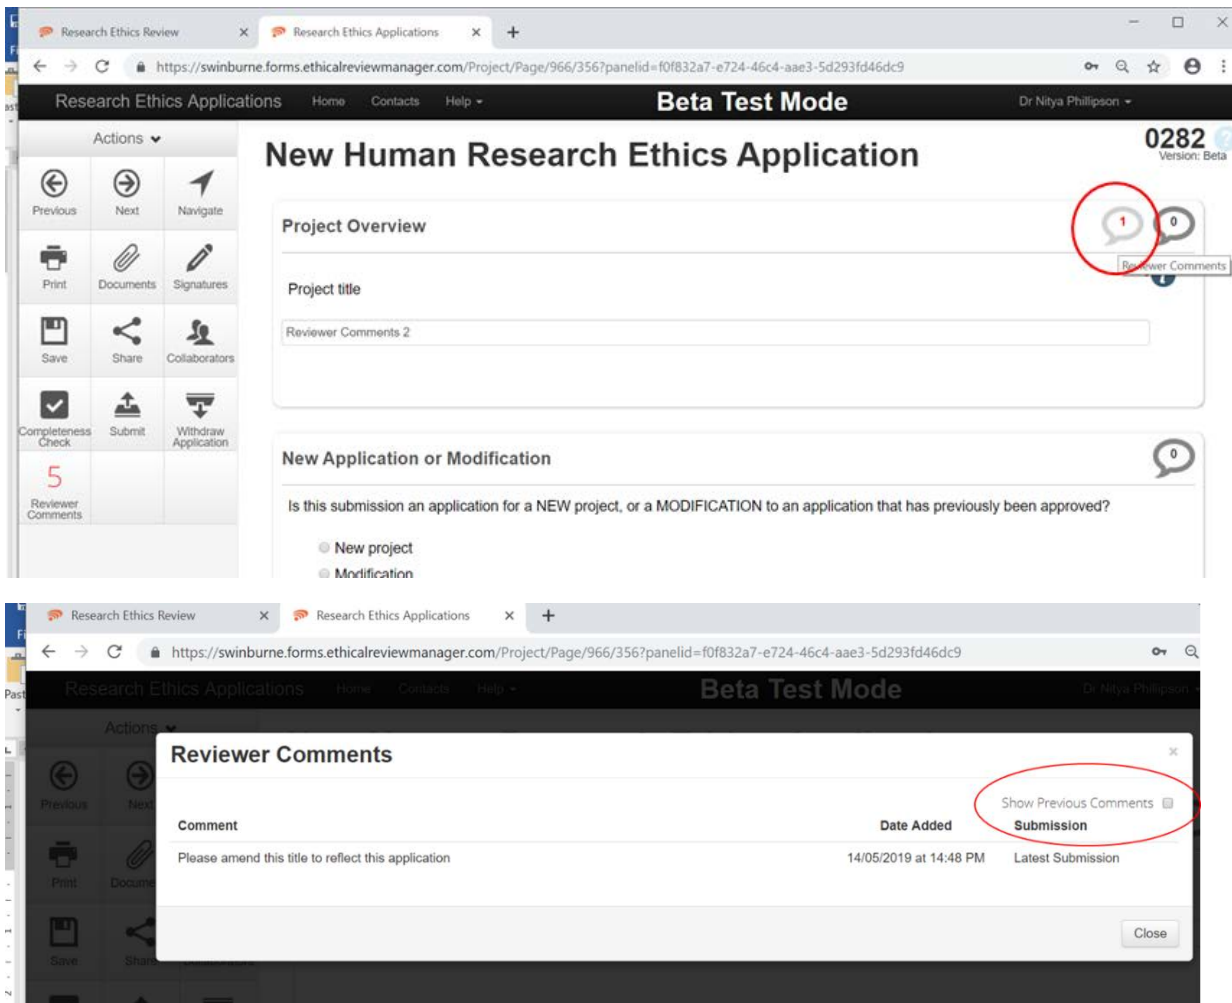 Research Ethics Review
Research Ethics Applications
https://swinburne.forms.ethicalreviewmanager.com/Project/Page/966/356?panelid=f0f832a7-e724-46c4-aae3-5d293fd46dc9
Research Ethics Applications Home Contacts Help Beta Test Mode Dr Nitya Phillipson
Actions
0282
Version: Beta
New Human Research Ethics Application
Previous Next Navigate
Project Overview 1 0
Reviewer Comments
Print Documents Signatures
Project title
Reviewer Comments 2
Save Share Collaborators
Completeness Check Submit Withdraw Application
5
Reviewer Comments
New Application or Modification 0
Is this submission an application for a NEW project, or a MODIFICATION to an application that has previously been approved?
New project
Modification
Research Ethics Review
Research Ethics Applications
https://swinburne.forms.ethicalreviewmanager.com/Project/Page/966/356?panelid=f0f832a7-e724-46c4-aae3-5d293fd46dc9
Past
Research Ethics Applications Home Contacts Help Beta Test Mode Dr Nitya Phillipson
Actions
Reviewer Comments
Previous Next
Show Previous Comments
Comment Date Added Submission
Please amend this title to reflect this application 14/05/2019 at 14:48 PM Latest Submission
Print
Close
Save Share